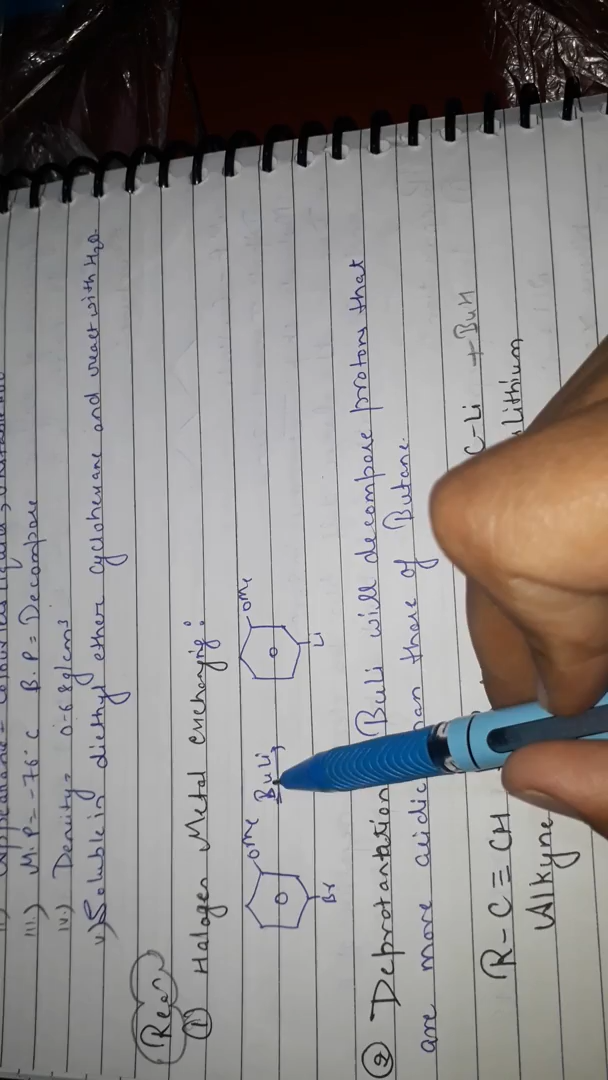 iii.) M.P = -76°C B.P = Decompose
iv.) Density = 0.68 g/cm3
v) Soluble in diethyl ether cyclohexane and react with H2O.
① Halogen Metal exchanging:
OMe BuLi OMe
Br Li
② Deprotantation BuLi will decompose protons that
are more acidic than those of Butane.
R-C≡CH C-Li + BuH
Alkyne lithium